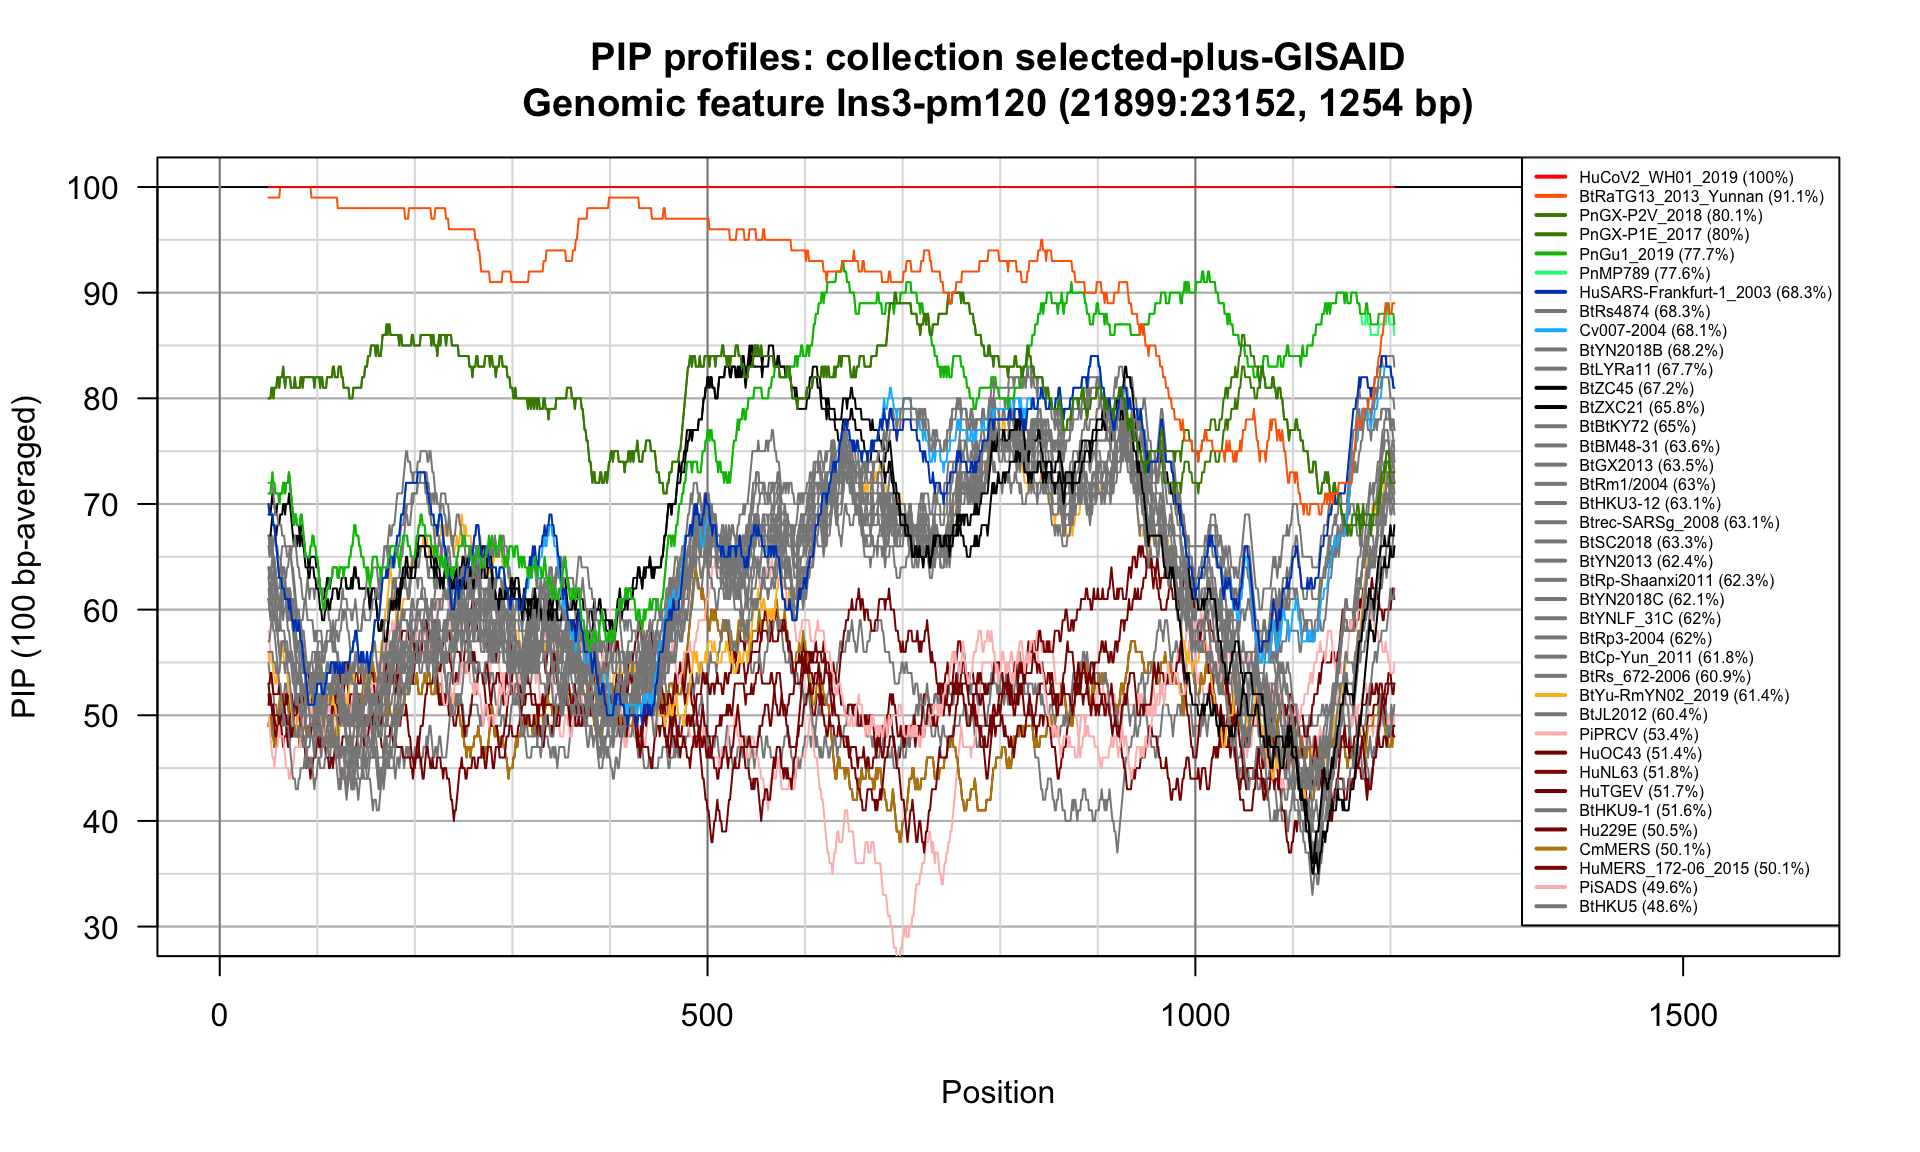 PIP profiles: collection selected-plus-GISAID
Genomic feature Ins3-pm120 (21899:23152, 1254 bp)
PIP (100 bp-averaged)
100
90
80
70
60
50
40
30
0
500
1000
1500
Position
HuCoV2_WH01_2019 (100%)
BtRaTG13_2013_Yunnan (91.1%)
PnGX-P2V_2018 (80.1%)
PnGX-P1E_2017 (80%)
PnGu1_2019 (77.7%)
PnMP789 (77.6%)
HuSARS-Frankfurt-1_2003 (68.3%)
BtRs4874 (68.3%)
Cv007-2004 (68.1%)
BtYN2018B (68.2%)
BtLYRa11 (67.7%)
BtZC45 (67.2%)
BtZXC21 (65.8%)
BtBtKY72 (65%)
BtBM48-31 (63.6%)
BtGX2013 (63.5%)
BtRm1/2004 (63%)
BtHKU3-12 (63.1%)
Btrec-SARSg_2008 (63.1%)
BtSC2018 (63.3%)
BtYN2013 (62.4%)
BtRp-Shaanxi2011 (62.3%)
BtYN2018C (62.1%)
BtYNLF_31C (62%)
BtRp3-2004 (62%)
BtCp-Yun_2011 (61.8%)
BtRs_672-2006 (60.9%)
BtYu-RmYN02_2019 (61.4%)
BtJL2012 (60.4%)
PiPRCV (53.4%)
HuOC43 (51.4%)
HuNL63 (51.8%)
HuTGEV (51.7%)
BtHKU9-1 (51.6%)
Hu229E (50.5%)
CmMERS (50.1%)
HuMERS_172-06_2015 (50.1%)
PiSADS (49.6%)
BtHKU5 (48.6%)